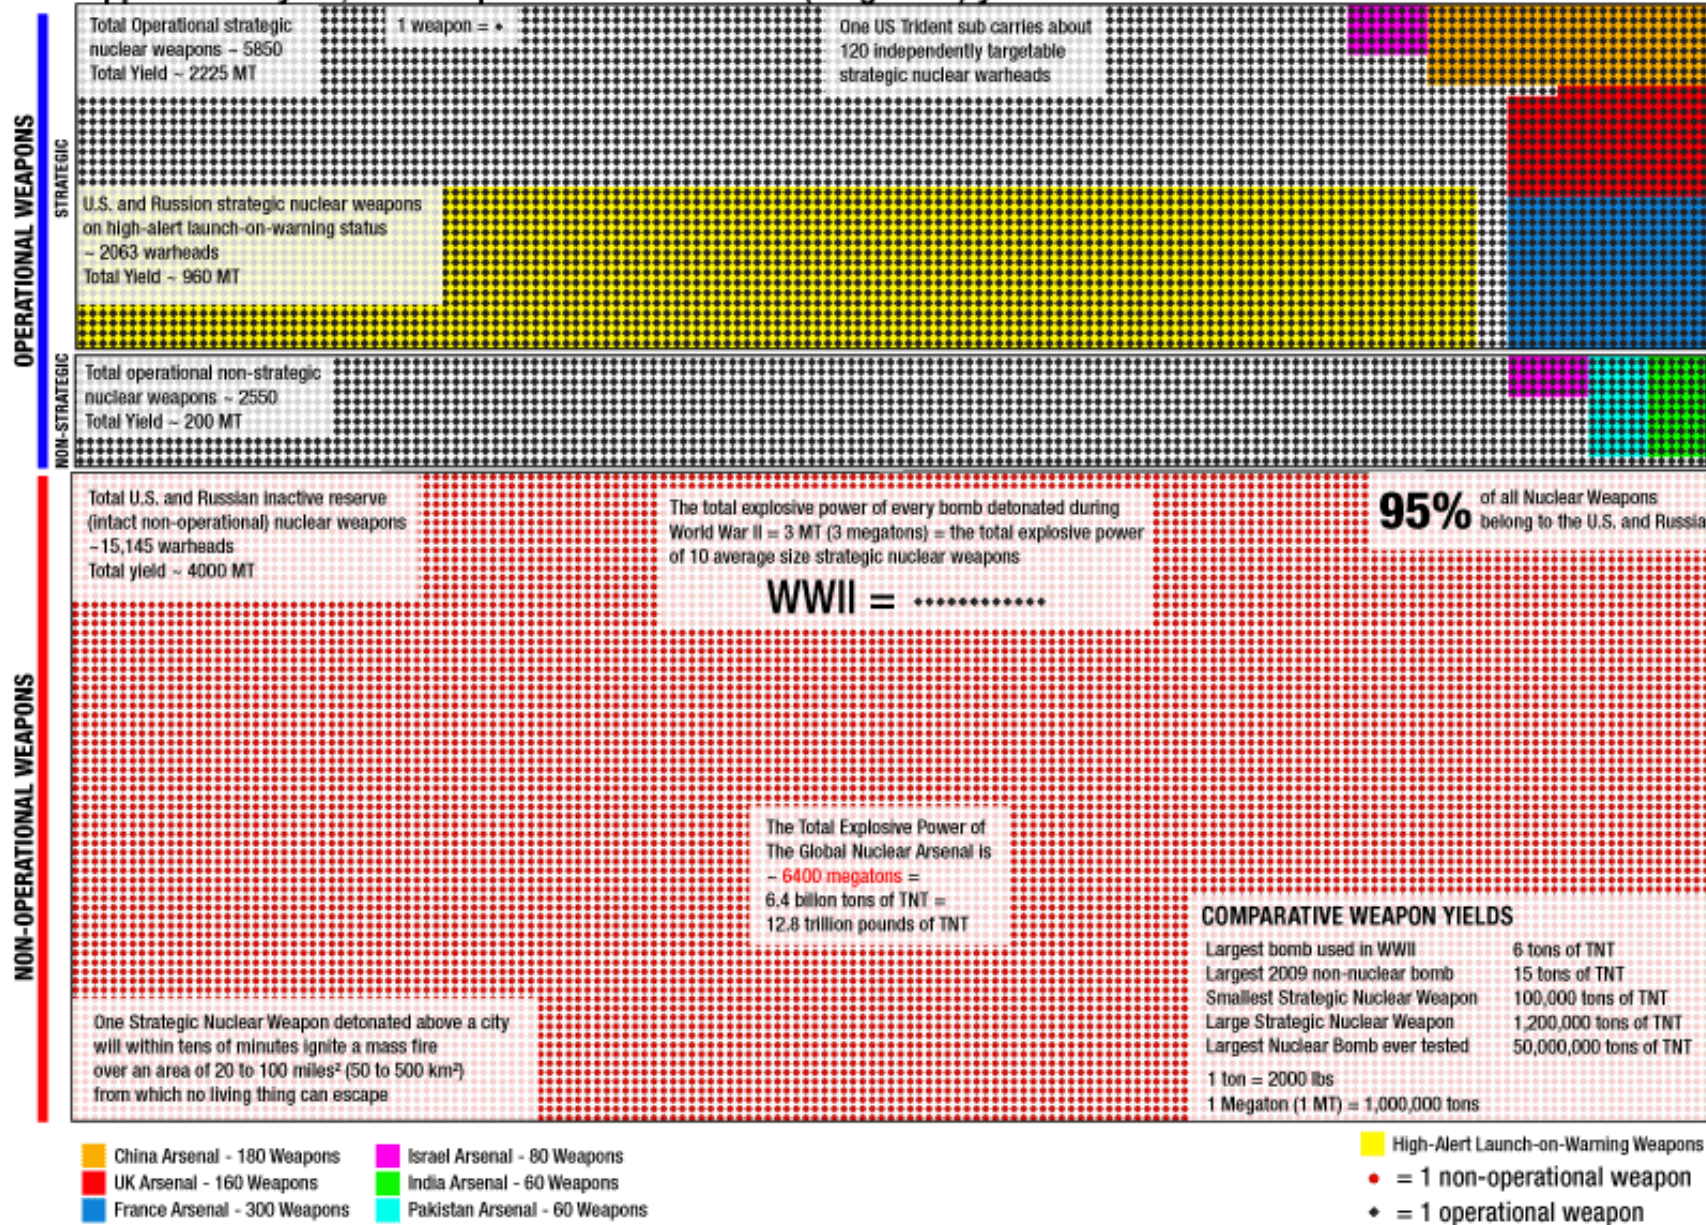 Total Operational strategic
nuclear weapons ~ 5850
Total Yield ~ 2225 MT
1 weapon =
One US Trident sub carries about
120 independently targetable
strategic nuclear warheads
OPERATIONAL WEAPONS
STRATEGIC
U.S. and Russion strategic nuclear weapons
on high-alert launch-on-warning status
~ 2063 warheads
Total Yield ~ 960 MT
NON-STRATEGIC
Total operational non-strategic
nuclear weapons ~ 2550
Total Yield ~ 200 MT
NON-OPERATIONAL WEAPONS
Total U.S. and Russian inactive reserve
(intact non-operational) nuclear weapons
~15,145 warheads
Total yield ~ 4000 MT
The total explosive power of every bomb detonated during
World War II = 3 MT (3 megatons) = the total explosive power
of 10 average size strategic nuclear weapons
WWII =
95% of all Nuclear Weapons
belong to the U.S. and Russia
The Total Explosive Power of
The Global Nuclear Arsenal is
~ 6400 megatons =
6.4 billon tons of TNT =
12.8 trillion pounds of TNT
One Strategic Nuclear Weapon detonated above a city
will within tens of minutes ignite a mass fire
over an area of 20 to 100 miles² (50 to 500 km²)
from which no living thing can escape
COMPARATIVE WEAPON YIELDS
Largest bomb used in WWII 6 tons of TNT
Largest 2009 non-nuclear bomb 15 tons of TNT
Smallest Strategic Nuclear Weapon 100,000 tons of TNT
Large Strategic Nuclear Weapon 1,200,000 tons of TNT
Largest Nuclear Bomb ever tested 50,000,000 tons of TNT
1 ton = 2000 lbs
1 Megaton (1 MT) = 1,000,000 tons
China Arsenal - 180 Weapons
UK Arsenal - 160 Weapons
France Arsenal - 300 Weapons
Israel Arsenal - 80 Weapons
India Arsenal - 60 Weapons
Pakistan Arsenal - 60 Weapons
High-Alert Launch-on-Warning Weapons
= 1 non-operational weapon
= 1 operational weapon